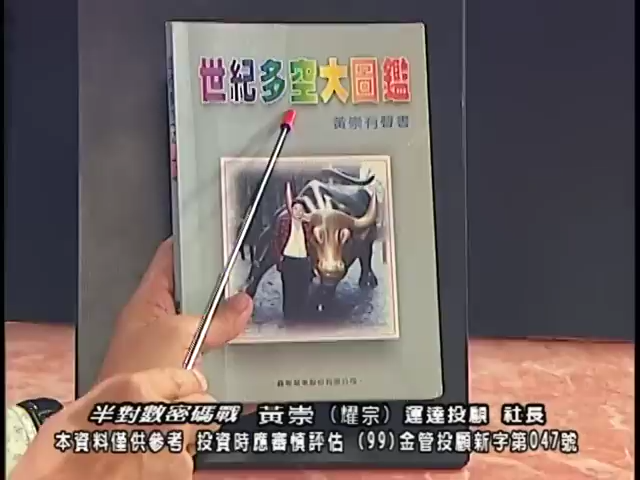 世紀多空大圖鑑
黃崇有聲書
半對數密碼戰 黃崇 (耀宗) 運達投顧 社長
本資料僅供參考 投資時應審慎評估 (99)金管投顧新字第047號